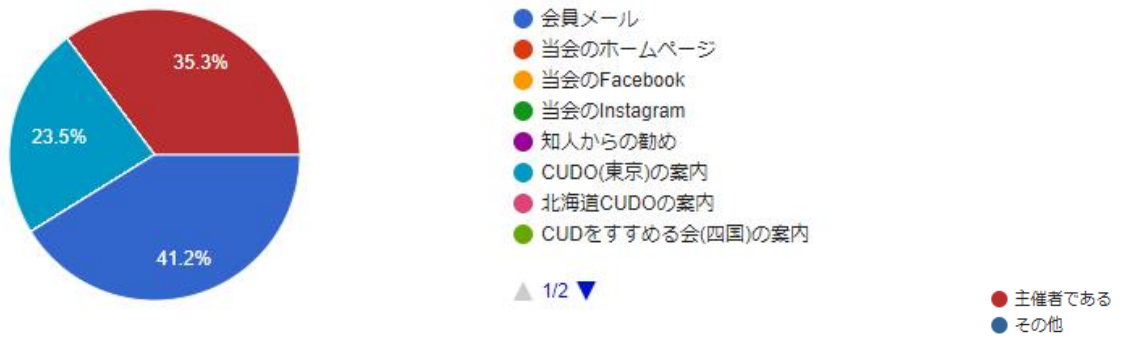 35.3%
23.5%
41.2%
会員メール
当会のホームページ
当会のFacebook
当会のInstagram
知人からの勧め
CUDO(東京)の案内
北海道CUDOの案内
CUDをすすめる会(四国)の案内
1/2
主催者である
その他